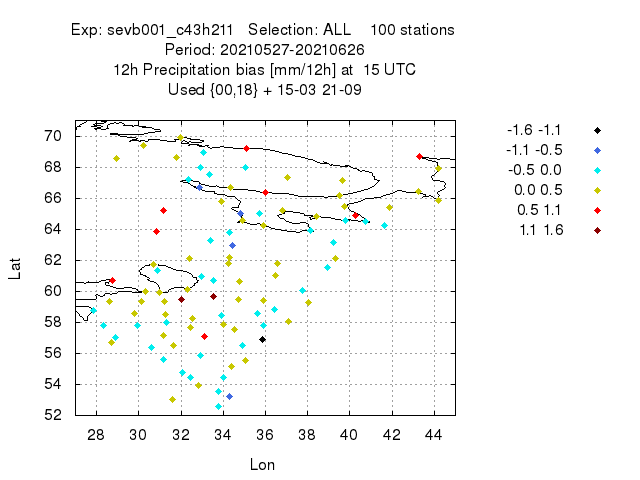 Exp: sevb001_c43h211   Selection: ALL    100 stations
Period: 20210527-20210626
12h Precipitation bias [mm/12h] at  15 UTC
Used {00,18} + 15-03 21-09
-1.6 -1.1
-1.1 -0.5
-0.5 0.0
0.0 0.5
0.5 1.1
1.1 1.6
70
68
66
64
62
60
58
56
54
52
Lat
28 30 32 34 36 38 40 42 44
Lon